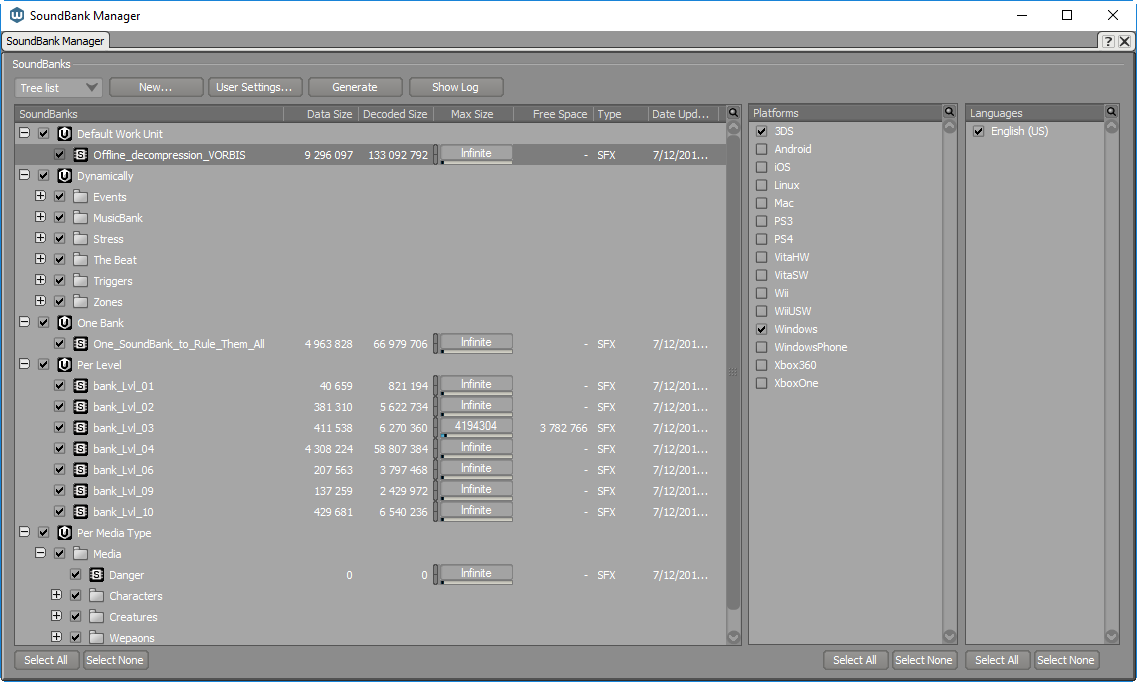 SoundBank Manager
SoundBank Manager
SoundBanks
Tree list New... User Settings... Generate Show Log
SoundBanks Data Size Decoded Size Max Size Free Space Type Date Upd...
Default Work Unit
Offline_decompression_VORBIS 9 296 097 133 092 792 Infinite - SFX 7/12/201...
Dynamically
Events
MusicBank
Stress
The Beat
Triggers
Zones
One Bank
One_SoundBank_to_Rule_Them_All 4 963 828 66 979 706 Infinite - SFX 7/12/201...
Per Level
bank_Lvl_01 40 659 821 194 Infinite - SFX 7/12/201...
bank_Lvl_02 381 310 5 622 734 Infinite - SFX 7/12/201...
bank_Lvl_03 411 538 6 270 360 4194304 3 782 766 SFX 7/12/201...
bank_Lvl_04 4 308 224 58 807 384 Infinite - SFX 7/12/201...
bank_Lvl_06 207 563 3 797 468 Infinite - SFX 7/12/201...
bank_Lvl_09 137 259 2 429 972 Infinite - SFX 7/12/201...
bank_Lvl_10 429 681 6 540 236 Infinite - SFX 7/12/201...
Per Media Type
Media
Danger 0 0 Infinite - SFX 7/12/201...
Characters
Creatures
Wepaons
Select All Select None
Platforms
3DS
Android
iOS
Linux
Mac
PS3
PS4
VitaHW
VitaSW
Wii
WiiUSW
Windows
WindowsPhone
Xbox360
XboxOne
Select All Select None
Languages
English (US)
Select All Select None